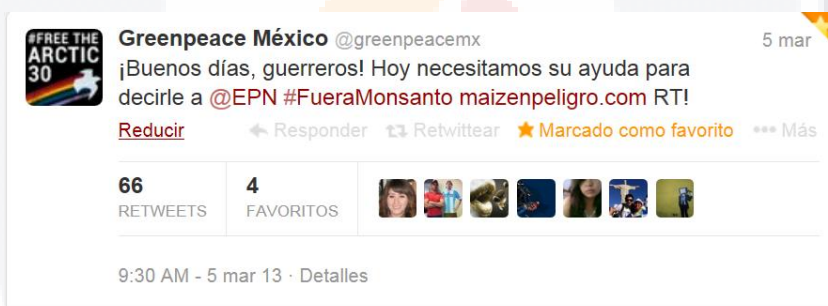 #FREE THE
ARCTIC
30
Greenpeace México @greenpeacemx
5 mar
¡Buenos días, guerreros! Hoy necesitamos su ayuda para
decirle a @EPN #FueraMonsanto maizenpeligro.com RT!
Reducir Responder Retwittear Marcado como favorito Más
66 4
RETWEETS FAVORITOS
9:30 AM - 5 mar 13 · Detalles